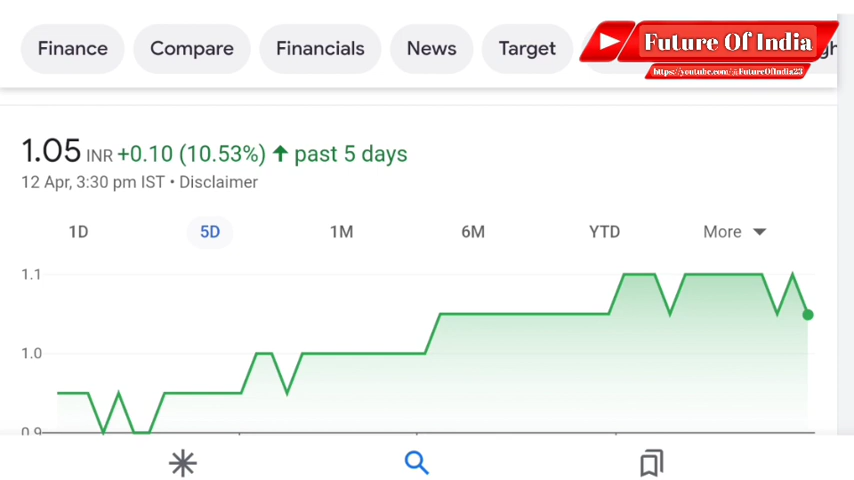 Finance Compare Financials News Target
Future Of India
https://youtube.com/@FutureOfIndia23
1.05 INR +0.10 (10.53%) ↑ past 5 days
12 Apr, 3:30 pm IST • Disclaimer
1D 5D 1M 6M YTD More
1.1
1.0
0.9